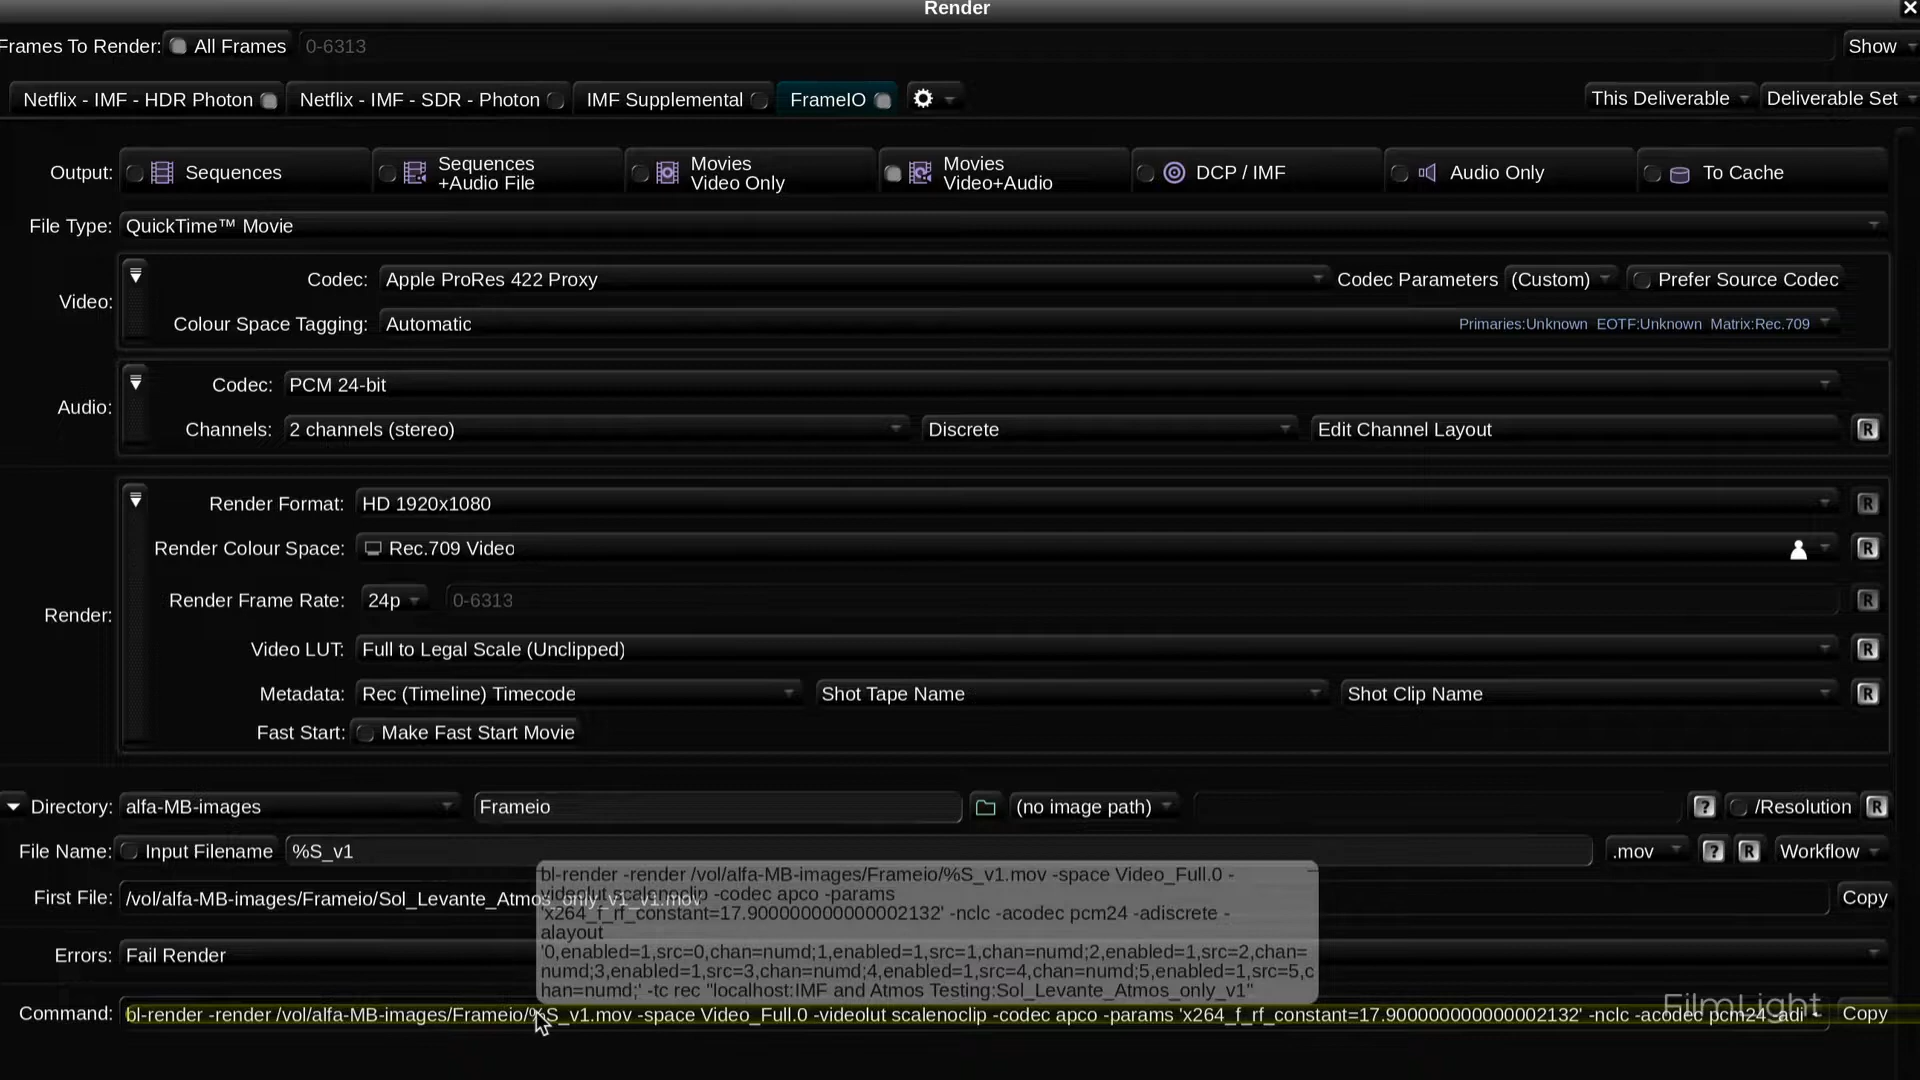 Render
Frames To Render: All Frames 0-6313 Show
Netflix - IMF - HDR Photon Netflix - IMF - SDR - Photon IMF Supplemental FrameIO This Deliverable Deliverable Set
Output: Sequences Sequences +Audio File Movies Video Only Movies Video+Audio DCP / IMF Audio Only To Cache
File Type: QuickTime™ Movie
Video:
Codec: Apple ProRes 422 Proxy Codec Parameters (Custom) Prefer Source Codec
Colour Space Tagging: Automatic Primaries:Unknown EOTF:Unknown Matrix:Rec.709
Audio:
Codec: PCM 24-bit
Channels: 2 channels (stereo) Discrete Edit Channel Layout R
Render:
Render Format: HD 1920x1080 R
Render Colour Space: Rec.709 Video R
Render Frame Rate: 24p 0-6313 R
Video LUT: Full to Legal Scale (Unclipped) R
Metadata: Rec (Timeline) Timecode Shot Tape Name Shot Clip Name R
Fast Start: Make Fast Start Movie
Directory: alfa-MB-images Frameio (no image path) ? /Resolution R
File Name: Input Filename %S_v1 .mov ? R Workflow
First File: /vol/alfa-MB-images/Frameio/Sol_Levante_Atmos_only_v1_v1.mov Copy
bl-render -render /vol/alfa-MB-images/Frameio/%S_v1.mov -space Video_Full.0 -
videolut scalenoclip -codec apco -params
'x264_f_rf_constant=17.900000000000002132' -nclc -acodec pcm24 -adiscrete -
alayout
'0,enabled=1,src=0,chan=numd;1,enabled=1,src=1,chan=numd;2,enabled=1,src=2,chan=
numd;3,enabled=1,src=3,chan=numd;4,enabled=1,src=4,chan=numd;5,enabled=1,src=5,c
han=numd;' -tc rec "localhost:IMF and Atmos Testing:Sol_Levante_Atmos_only_v1"
Errors: Fail Render
FilmLight
Command: bl-render -render /vol/alfa-MB-images/Frameio/%S_v1.mov -space Video_Full.0 -videolut scalenoclip -codec apco -params 'x264_f_rf_constant=17.900000000000002132' -nclc -acodec pcm24 -adi Copy